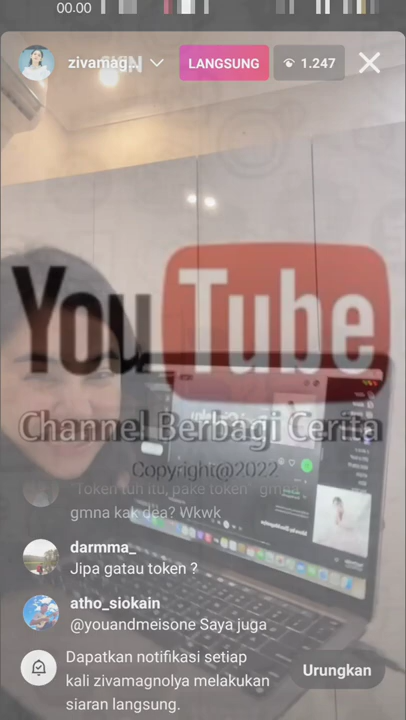 00.00
zivamag...
LANGSUNG
1.247
YouTube
Channel Berbagi Cerita
Copyright@2022
"Token tuh itu, pake token" gmna
gmna kak dea? Wkwk
darmma_
Jipa gatau token ?
atho_siokain
@youandmeisone Saya juga
Dapatkan notifikasi setiap
kali zivamagnolya melakukan
siaran langsung.
Urungkan